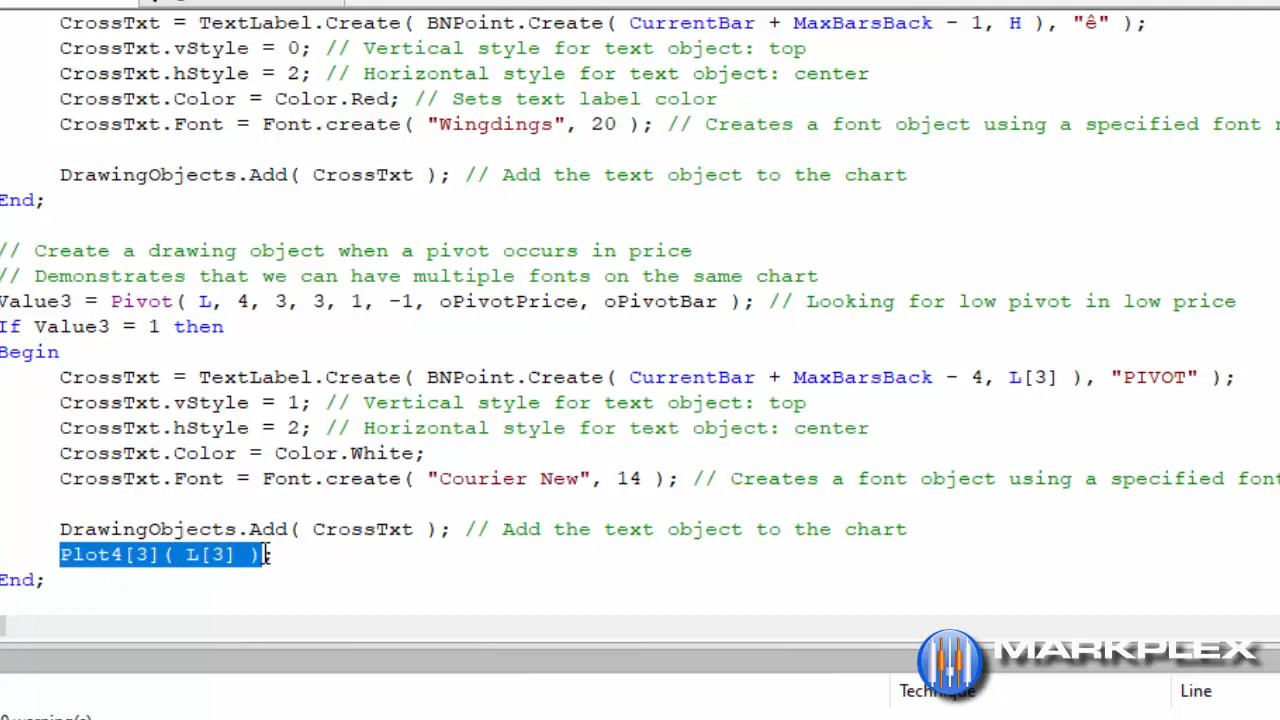 CrossTxt = TextLabel.Create( BNPoint.Create( CurrentBar + MaxBarsBack - 1, H ), "ê" );
CrossTxt.vStyle = 0; // Vertical style for text object: top
CrossTxt.hStyle = 2; // Horizontal style for text object: center
CrossTxt.Color = Color.Red; // Sets text label color
CrossTxt.Font = Font.create( "Wingdings", 20 ); // Creates a font object using a specified font
DrawingObjects.Add( CrossTxt ); // Add the text object to the chart
End;
// Create a drawing object when a pivot occurs in price
// Demonstrates that we can have multiple fonts on the same chart
Value3 = Pivot( L, 4, 3, 3, 1, -1, oPivotPrice, oPivotBar ); // Looking for low pivot in low price
If Value3 = 1 then
Begin
CrossTxt = TextLabel.Create( BNPoint.Create( CurrentBar + MaxBarsBack - 4, L[3] ), "PIVOT" );
CrossTxt.vStyle = 1; // Vertical style for text object: top
CrossTxt.hStyle = 2; // Horizontal style for text object: center
CrossTxt.Color = Color.White;
CrossTxt.Font = Font.create( "Courier New", 14 ); // Creates a font object using a specified font
DrawingObjects.Add( CrossTxt ); // Add the text object to the chart
Plot4[3]( L[3] );
End;
MARKPLEX
Technique Line